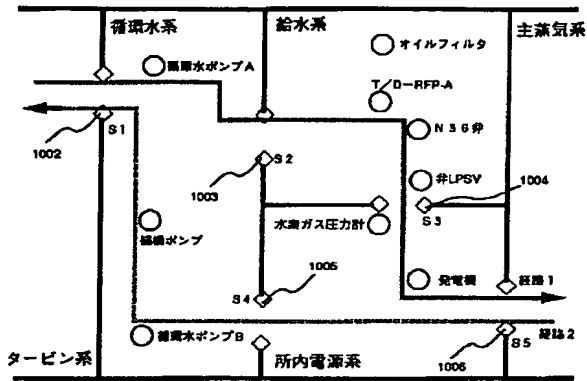 循環水系
給水系
主蒸気系
循環水ポンプA
オイルフィルタ
T/D-RFP-A
N36弁
1002
S1
S2
1003
弁LPSV
1004
S3
水素ガス圧力計
ポンプ
1005
S4
発電機
経路1
循環水ポンプB
経路2
タービン系
所内電源系
1006
S5